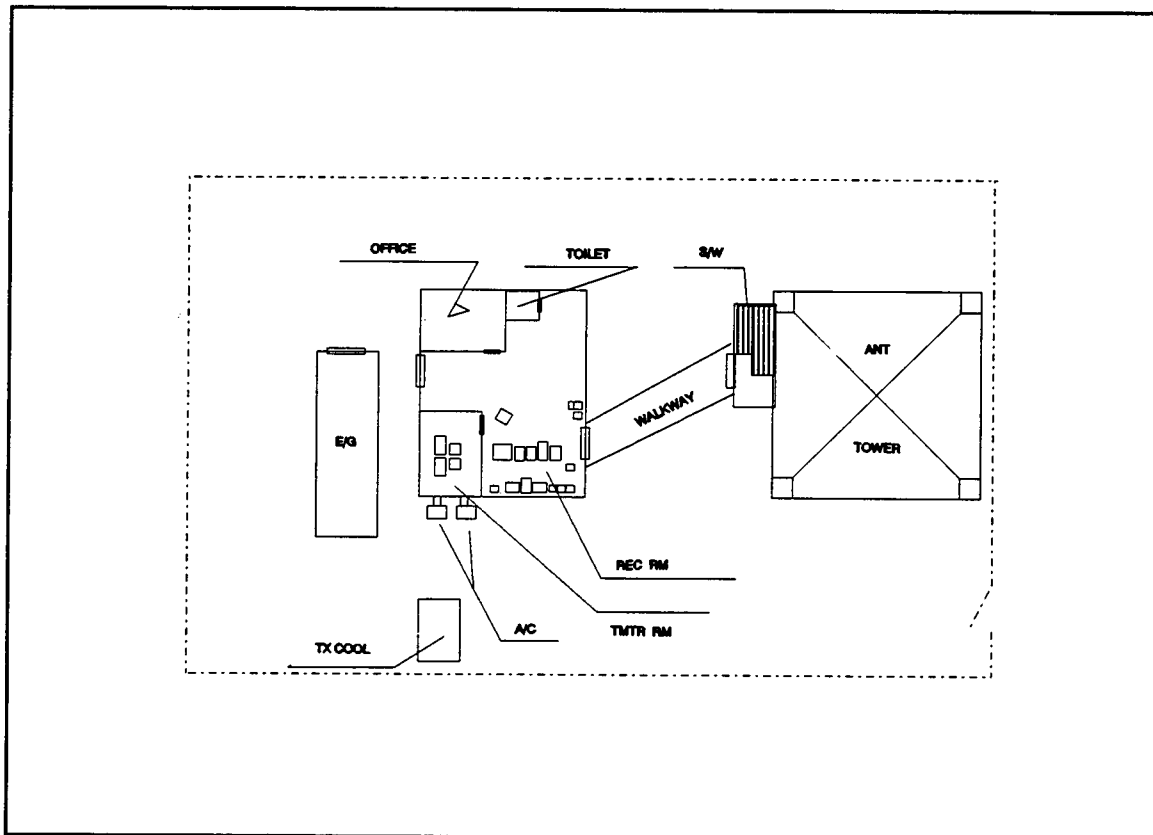 OFFICE
TOILET
S/W
ANT
WALKWAY
E/G
TOWER
REC RM
A/C
TMTR RM
TX COOL